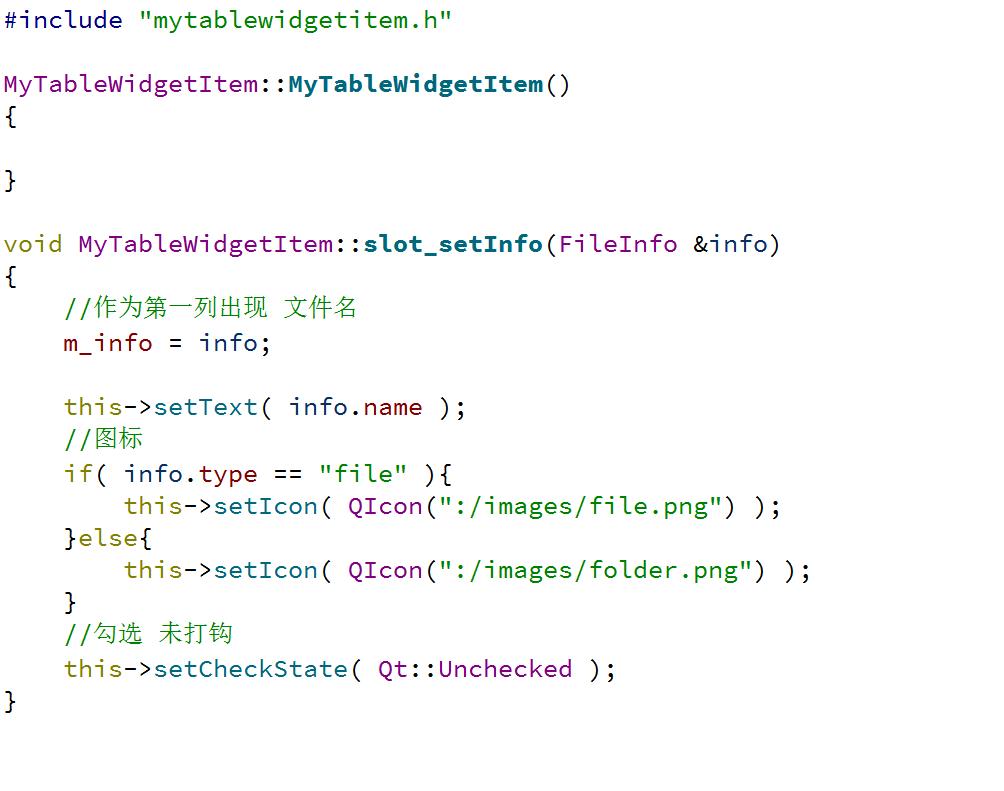 #include "mytablewidgetitem.h"
MyTableWidgetItem::MyTableWidgetItem()
{
}
void MyTableWidgetItem::slot_setInfo(FileInfo &info)
{
    //作为第一列出现 文件名
    m_info = info;
    this->setText( info.name );
    //图标
    if( info.type == "file" ){
        this->setIcon( QIcon(":/images/file.png") );
    }else{
        this->setIcon( QIcon(":/images/folder.png") );
    }
    //勾选 未打钩
    this->setCheckState( Qt::Unchecked );
}